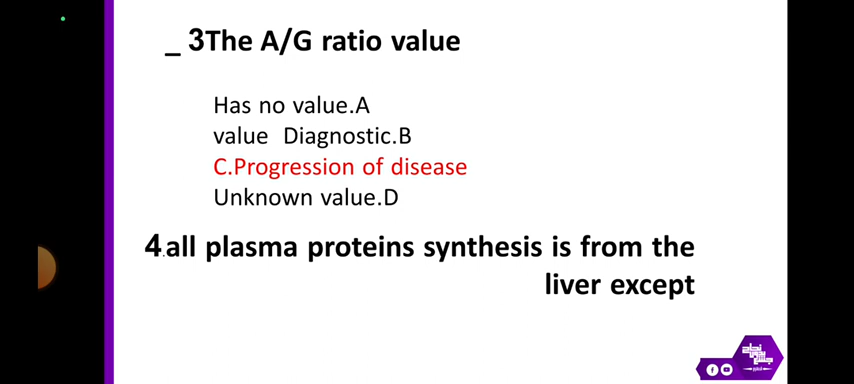 _ 3The A/G ratio value
Has no value.A
value Diagnostic.B
C.Progression of disease
Unknown value.D
4.all plasma proteins synthesis is from the
liver except